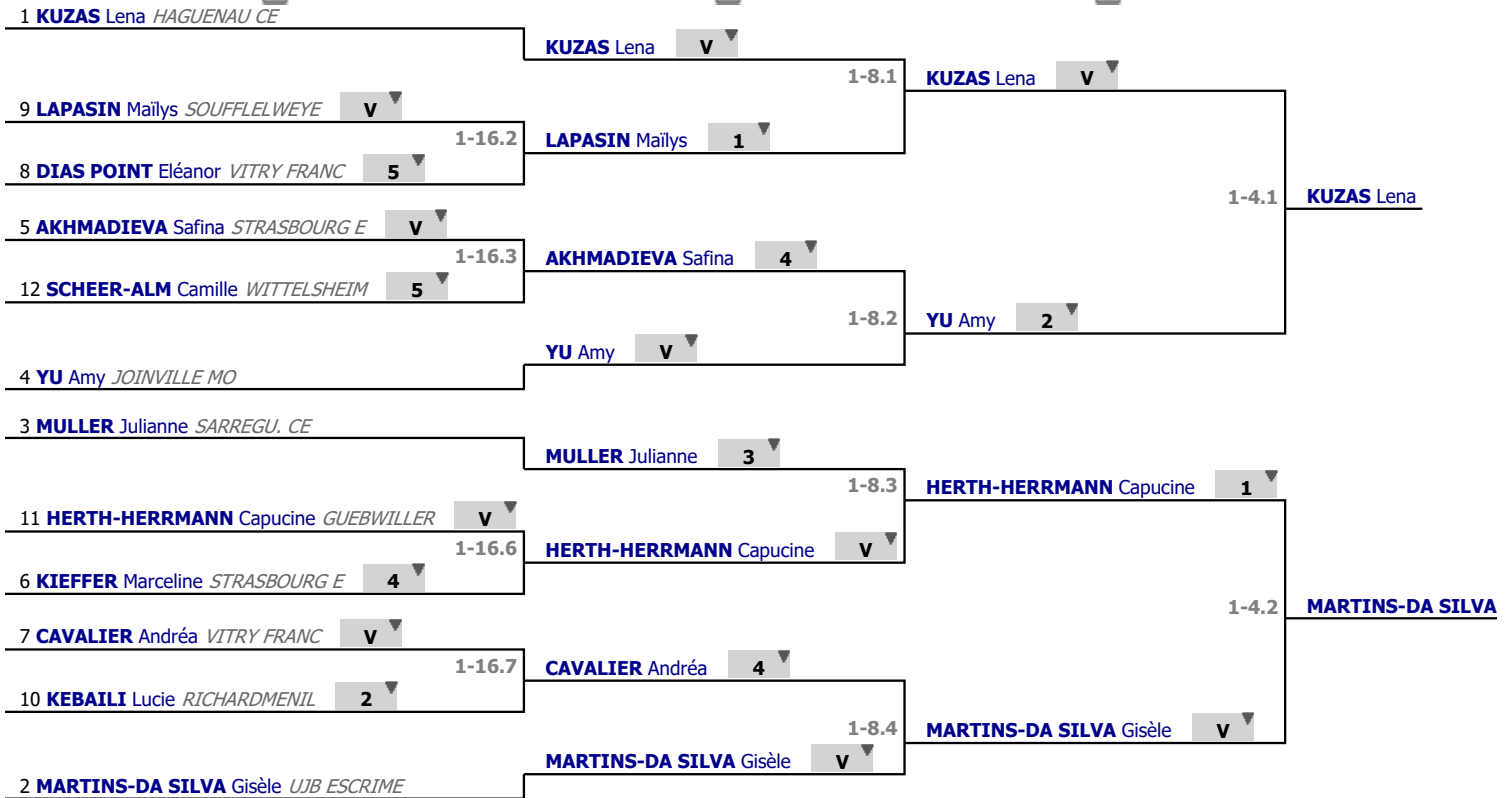 1 KUZAS Lena HAGUENAU CE
KUZAS Lena V
1-8.1
KUZAS Lena V
9 LAPASIN Maïlys SOUFFLELWEYE V
1-16.2
LAPASIN Maïlys 1
8 DIAS POINT Eléanor VITRY FRANC 5
1-4.1
KUZAS Lena
5 AKHMADIEVA Safina STRASBOURG E V
1-16.3
AKHMADIEVA Safina 4
12 SCHEER-ALM Camille WITTELSHEIM 5
1-8.2
YU Amy 2
YU Amy V
4 YU Amy JOINVILLE MO
3 MULLER Julianne SARREGU. CE
MULLER Julianne 3
1-8.3
HERTH-HERRMANN Capucine 1
11 HERTH-HERRMANN Capucine GUEBWILLER V
1-16.6
HERTH-HERRMANN Capucine V
6 KIEFFER Marceline STRASBOURG E 4
1-4.2
MARTINS-DA SILVA
7 CAVALIER Andréa VITRY FRANC V
1-16.7
CAVALIER Andréa 4
10 KEBAILI Lucie RICHARDMENIL 2
1-8.4
MARTINS-DA SILVA Gisèle V
MARTINS-DA SILVA Gisèle V
2 MARTINS-DA SILVA Gisèle UJB ESCRIME